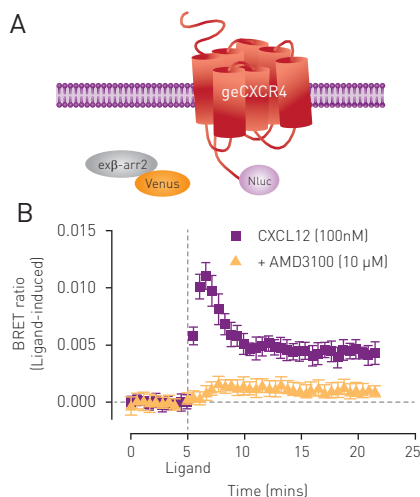 A
geCXCR4
exβ-arr2
Venus
Nluc
B
CXCL12 (100nM)
+ AMD3100 (10 µM)
BRET ratio
(Ligand-induced)
0.015
0.010
0.005
0.000
0 5 10 15 20 25
Ligand
Time (mins)